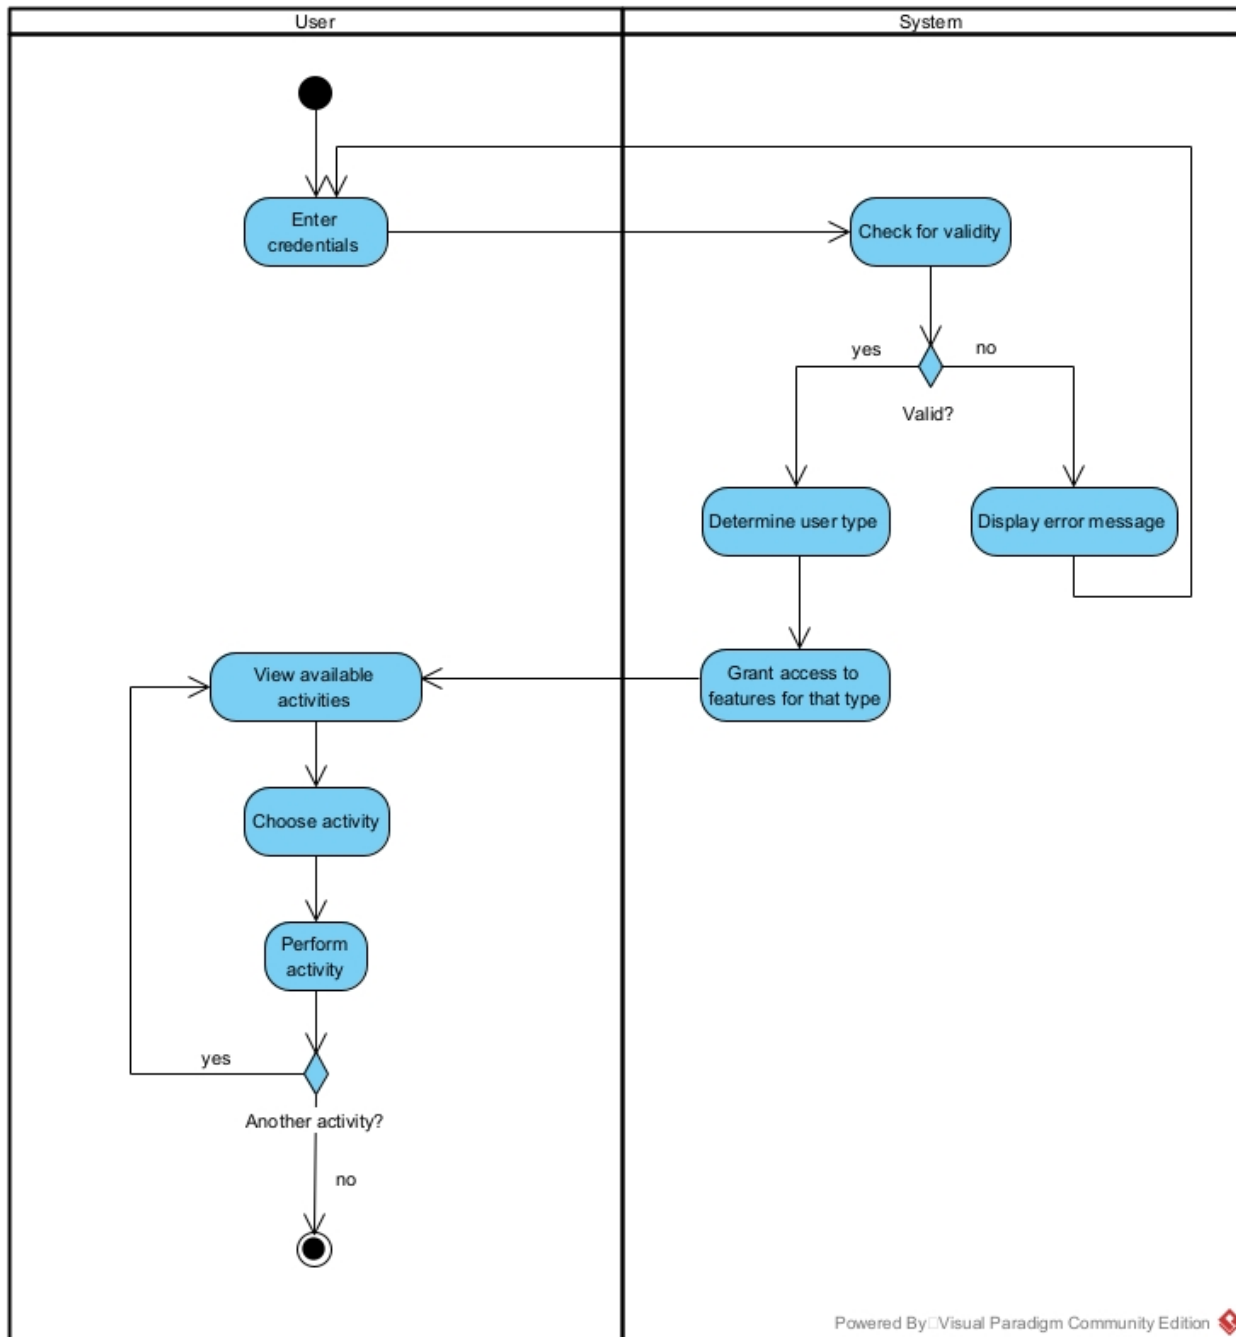 User
System
Enter
credentials
Check for validity
yes
no
Valid?
Determine user type
Display error message
View available
activities
Grant access to
features for that type
Choose activity
Perform
activity
yes
Another activity?
no
Powered By Visual Paradigm Community Edition